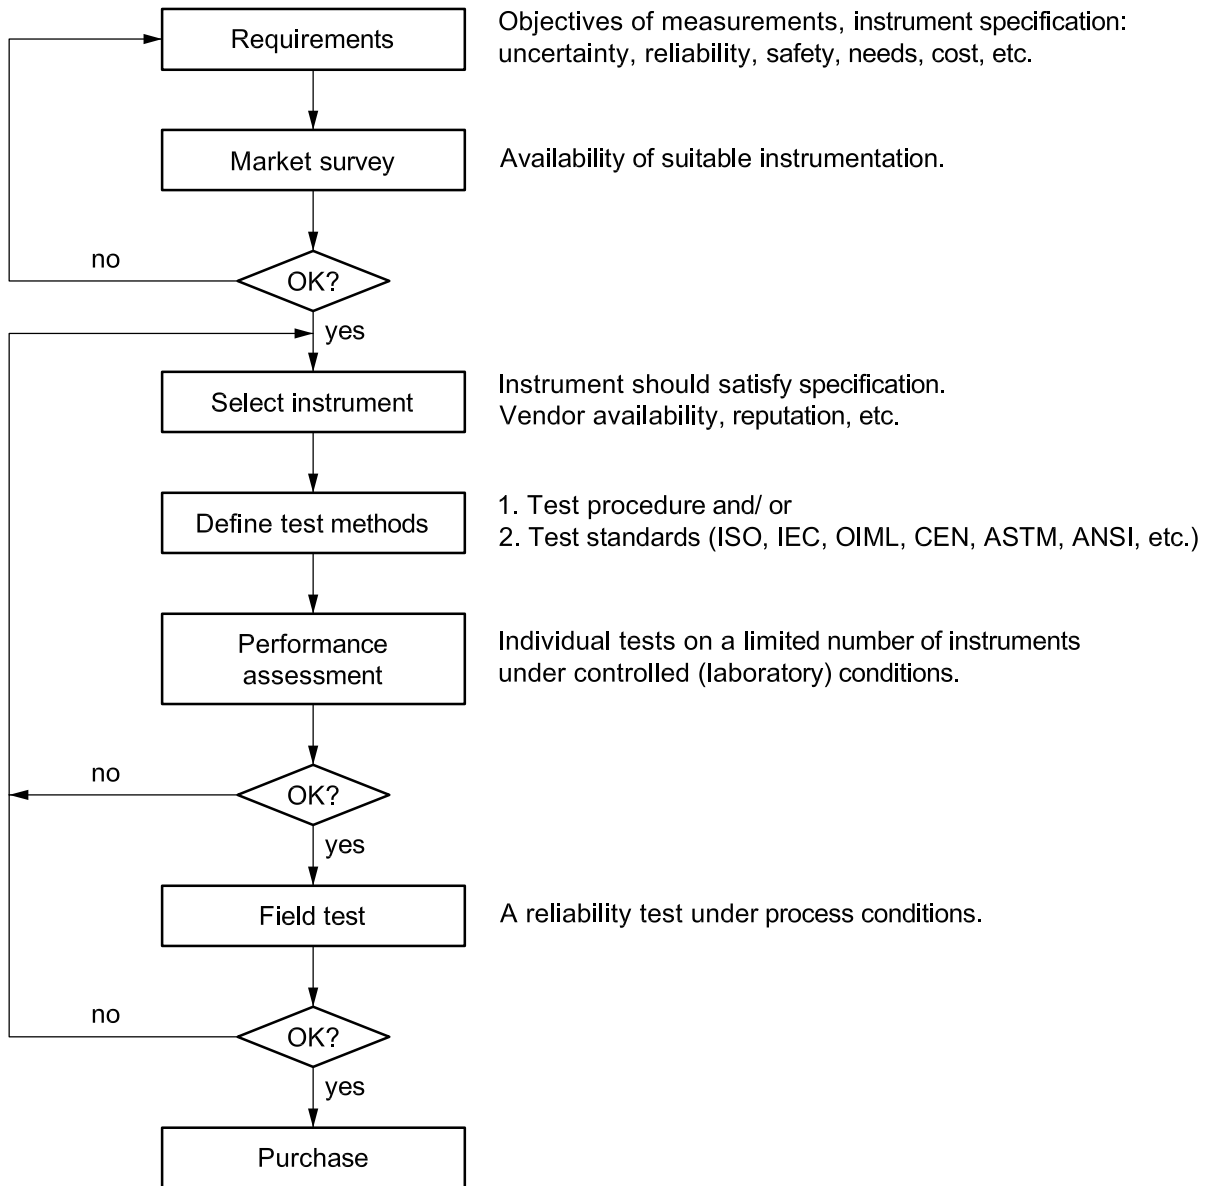 Requirements
Objectives of measurements, instrument specification:
uncertainty, reliability, safety, needs, cost, etc.
Market survey
Availability of suitable instrumentation.
no
OK?
yes
Select instrument
Instrument should satisfy specification.
Vendor availability, reputation, etc.
Define test methods
1. Test procedure and/ or
2. Test standards (ISO, IEC, OIML, CEN, ASTM, ANSI, etc.)
Performance
assessment
Individual tests on a limited number of instruments
under controlled (laboratory) conditions.
no
OK?
yes
Field test
A reliability test under process conditions.
no
OK?
yes
Purchase